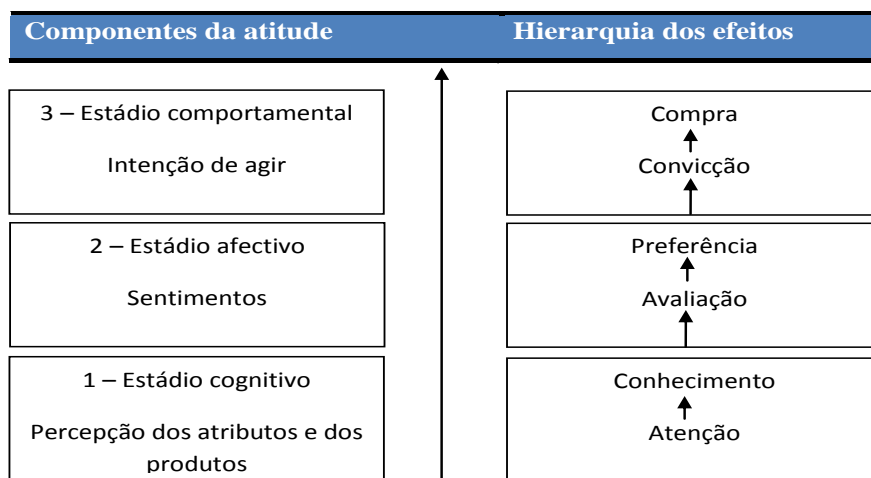 Componentes da atitude
Hierarquia dos efeitos
3 – Estádio comportamental
Intenção de agir
Compra
Convicção
2 – Estádio afectivo
Sentimentos
Preferência
Avaliação
1 – Estádio cognitivo
Percepção dos atributos e dos
produtos
Conhecimento
Atenção